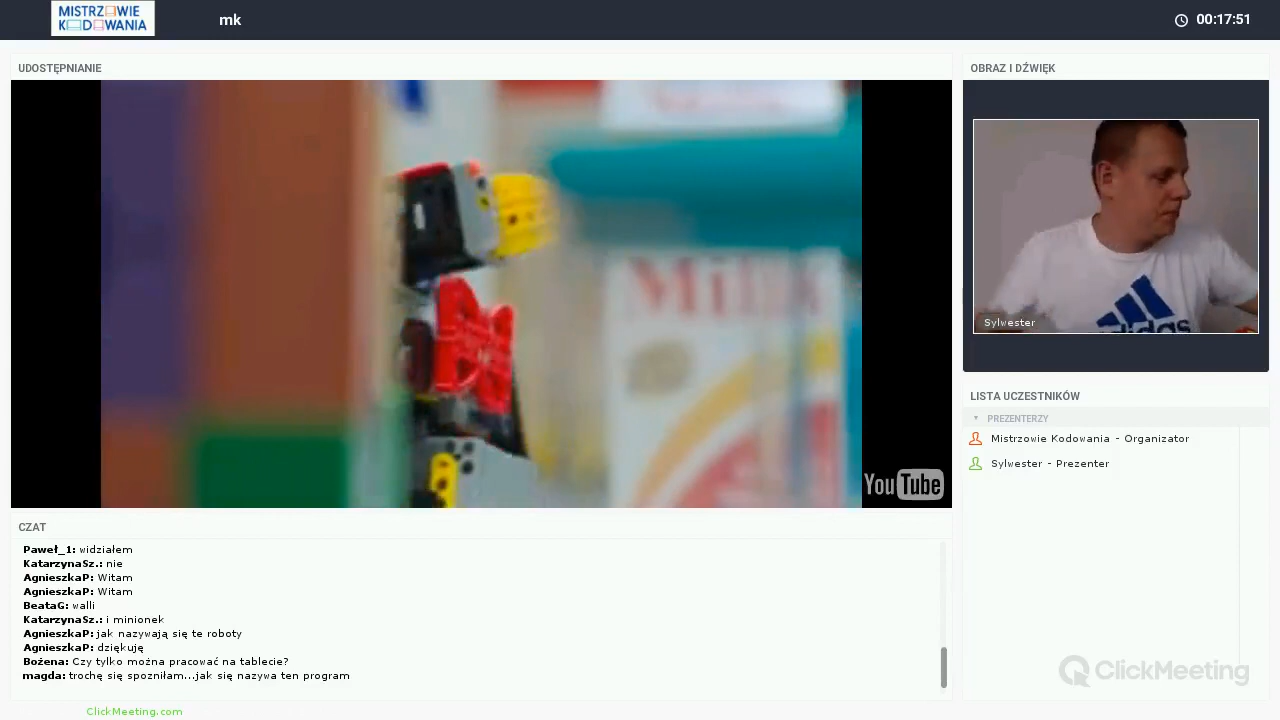 MISTRZOWIE
KODOWANIA
mk
00:17:51
UDOSTĘPNIANIE
OBRAZ I DŹWIĘK
YouTube
adidas
Sylwester
LISTA UCZESTNIKÓW
PREZENTERZY
Mistrzowie Kodowania - Organizator
Sylwester - Prezenter
CZAT
Paweł_1: widziałem
KatarzynaSz.: nie
AgnieszkaP: Witam
AgnieszkaP: Witam
BeataG: walli
KatarzynaSz.: i minionek
AgnieszkaP: jak nazywają się te roboty
AgnieszkaP: dziękuję
Bożena: Czy tylko można pracować na tablecie?
magda: trochę się spozniłam...jak się nazywa ten program
ClickMeeting
ClickMeeting.com